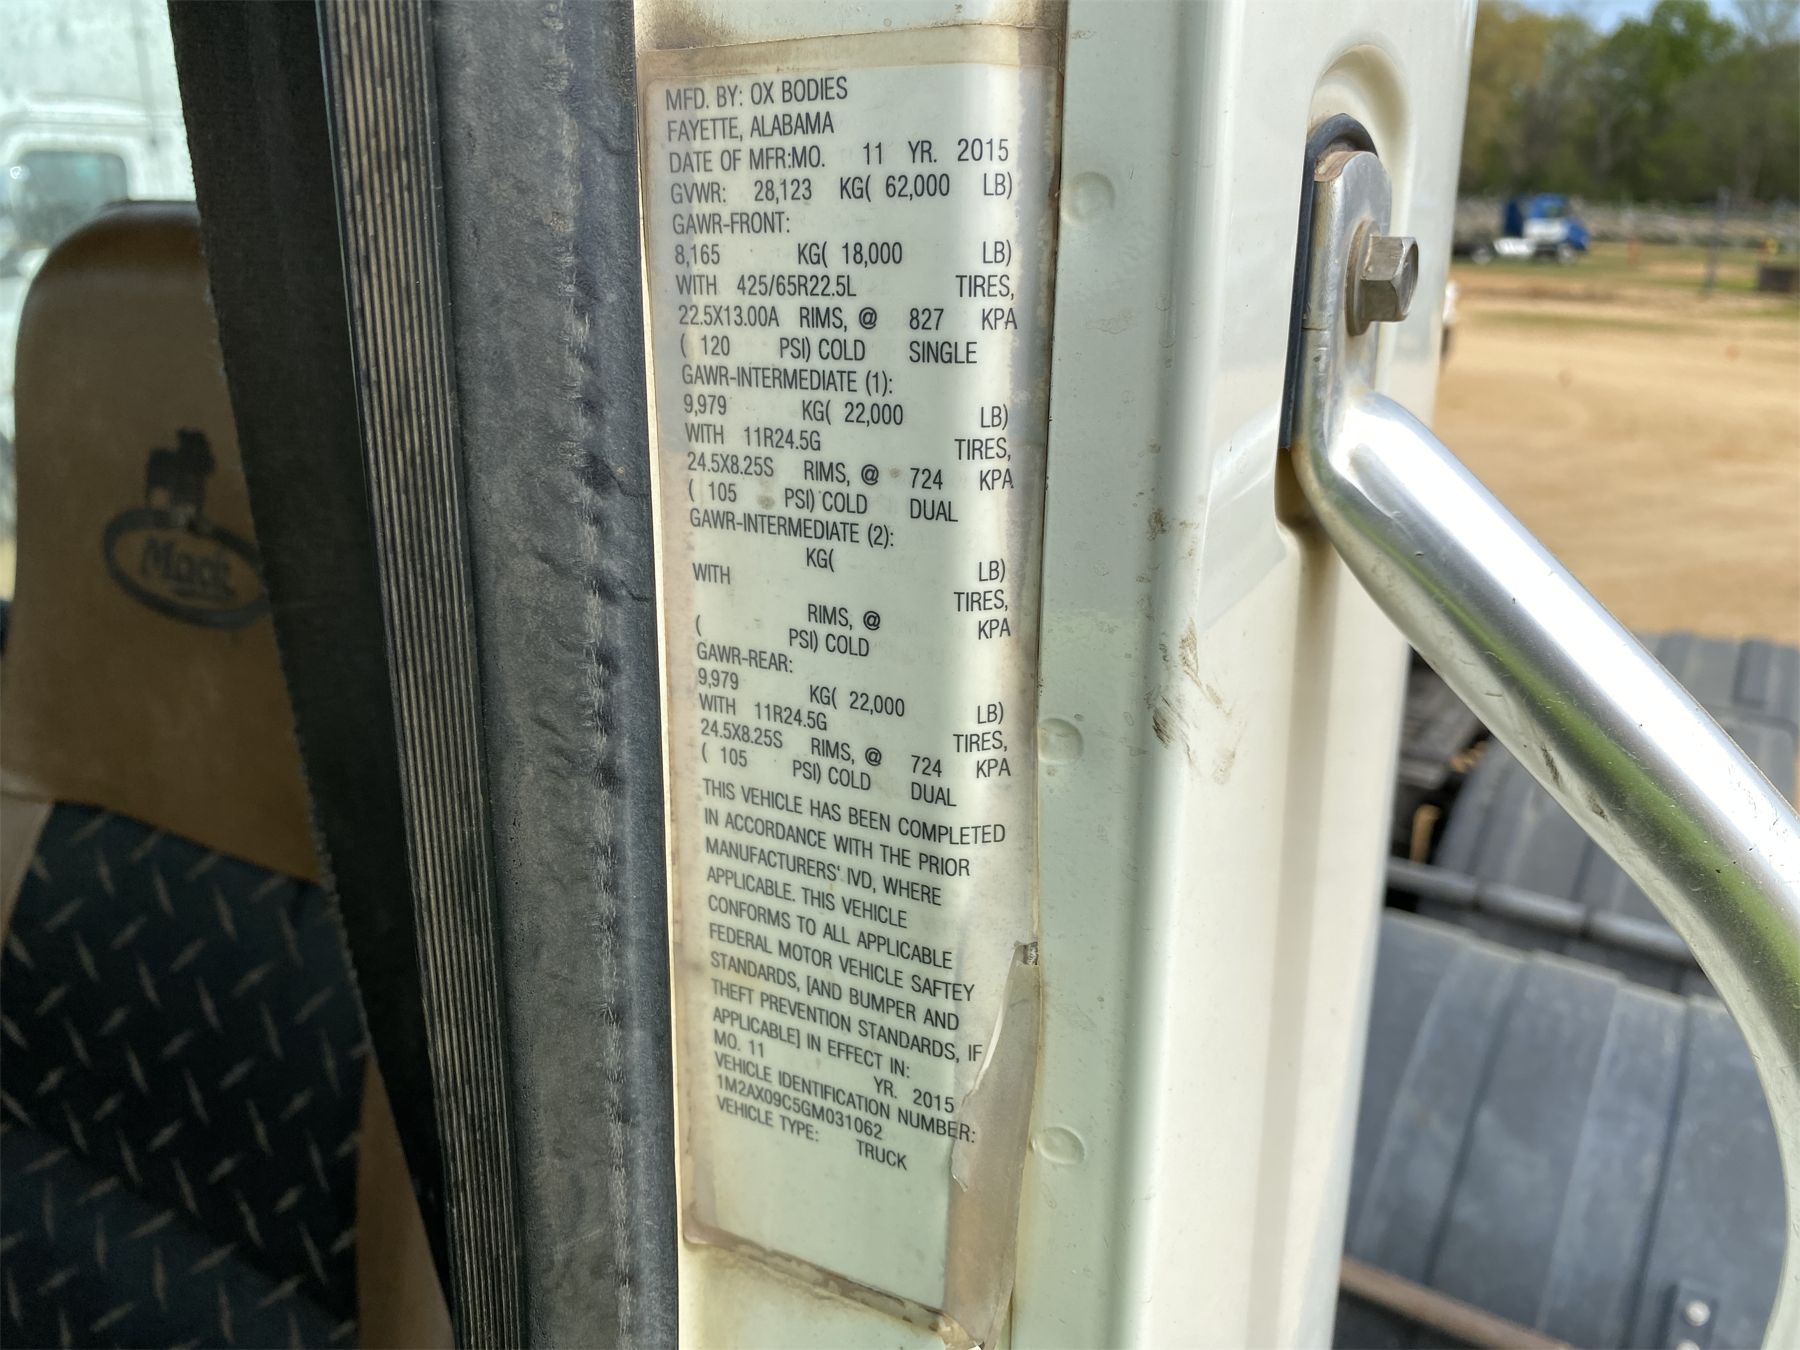 MFD. BY: OX BODIES
FAYETTE, ALABAMA
DATE OF MFR:MO. 11 YR. 2015
GVWR: 28,123 KG( 62,000 LB)
GAWR-FRONT:
8,165 KG( 18,000 LB)
WITH 425/65R22.5L TIRES,
22.5X13.00A RIMS, @ 827 KPA
( 120 PSI) COLD SINGLE
GAWR-INTERMEDIATE (1):
9,979 KG( 22,000 LB)
WITH 11R24.5G TIRES,
24.5X8.25S RIMS, @ 724 KPA
( 105 PSI) COLD DUAL
GAWR-INTERMEDIATE (2):
KG( LB)
WITH TIRES,
RIMS, @ KPA
( PSI) COLD
GAWR-REAR:
9,979 KG( 22,000 LB)
WITH 11R24.5G TIRES,
24.5X8.25S RIMS, @ 724 KPA
( 105 PSI) COLD DUAL
THIS VEHICLE HAS BEEN COMPLETED
IN ACCORDANCE WITH THE PRIOR
MANUFACTURERS' IVD, WHERE
APPLICABLE. THIS VEHICLE
CONFORMS TO ALL APPLICABLE
FEDERAL MOTOR VEHICLE SAFTEY
STANDARDS, [AND BUMPER AND
THEFT PREVENTION STANDARDS, IF
APPLICABLE] IN EFFECT IN:
MO. 11 YR. 2015
VEHICLE IDENTIFICATION NUMBER:
1M2AX09C5GM031062
VEHICLE TYPE: TRUCK
Mack